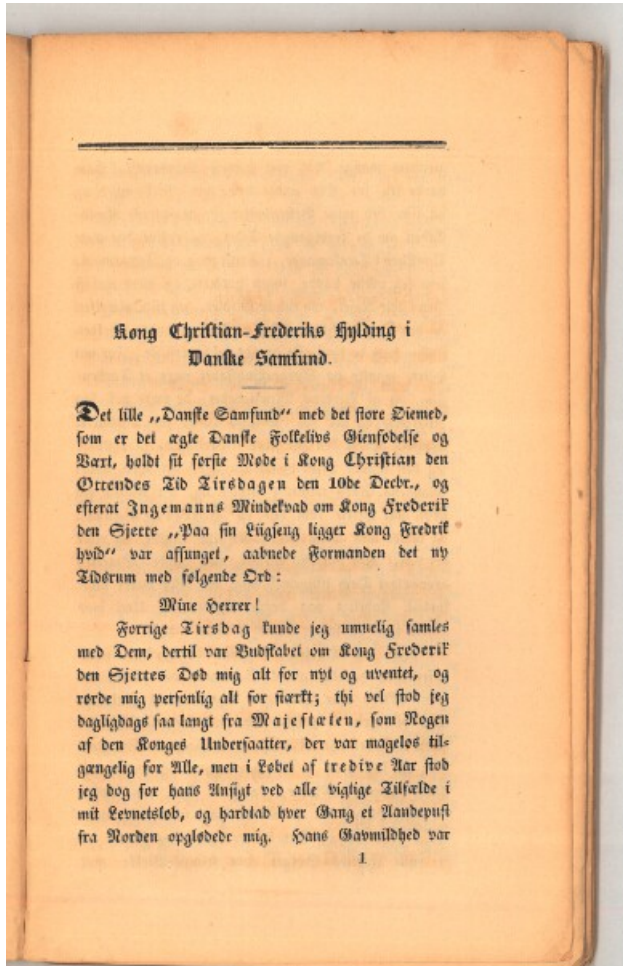 Kong Christian-Frederiks Hylding i
Danske Samfund.
Det lille „Danske Samfund“ med det store Øiemed,
som er det ægte Danske Folkelivs Gienfødelse og
Væxt, holdt sit første Møde i Kong Christian den
Ottendes Tid Tirsdagen den 10de Decbr., og
efterat Ingemanns Mindekvad om Kong Frederik
den Sjette „Paa sin Liigseng ligger Kong Fredrik
hvid“ var afsunget, aabnede Formanden det ny
Tidsrum med følgende Ord:
Mine Herrer!
Forrige Tirsdag kunde jeg umuelig samles
med Dem, dertil var Budskabet om Kong Frederik
den Sjettes Død mig alt for nyt og uventet, og
rørde mig personlig alt for stærkt; thi vel stod jeg
dagligdags saa langt fra Majestæten, som Nogen
af den Konges Undersaatter, der var mageløs til-
gængelig for Alle, men i Løbet af tredive Aar stod
jeg dog for hans Ansigt ved alle vigtige Tilfælde i
mit Levnetsløb, og hardtad hver Gang et Aandepust
fra Norden opglødede mig. Hans Gavmildhed var
1